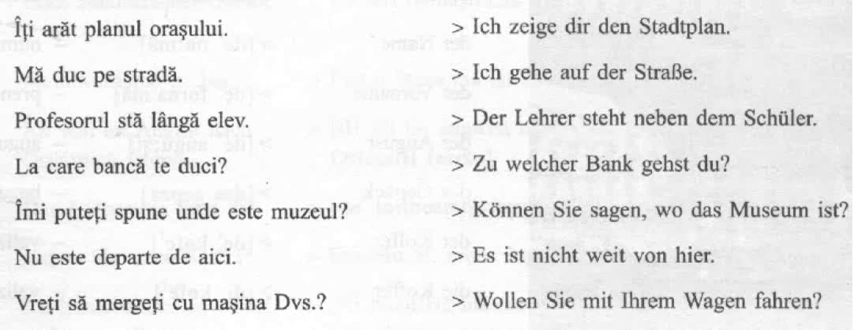 Îți arăt planul orașului. > Ich zeige dir den Stadtplan.
Mă duc pe stradă. > Ich gehe auf der Straße.
Profesorul stă lângă elev. > Der Lehrer steht neben dem Schüler.
La care bancă te duci? > Zu welcher Bank gehst du?
Îmi puteți spune unde este muzeul? > Können Sie sagen, wo das Museum ist?
Nu este departe de aici. > Es ist nicht weit von hier.
Vreți să mergeți cu mașina Dvs.? > Wollen Sie mit Ihrem Wagen fahren?